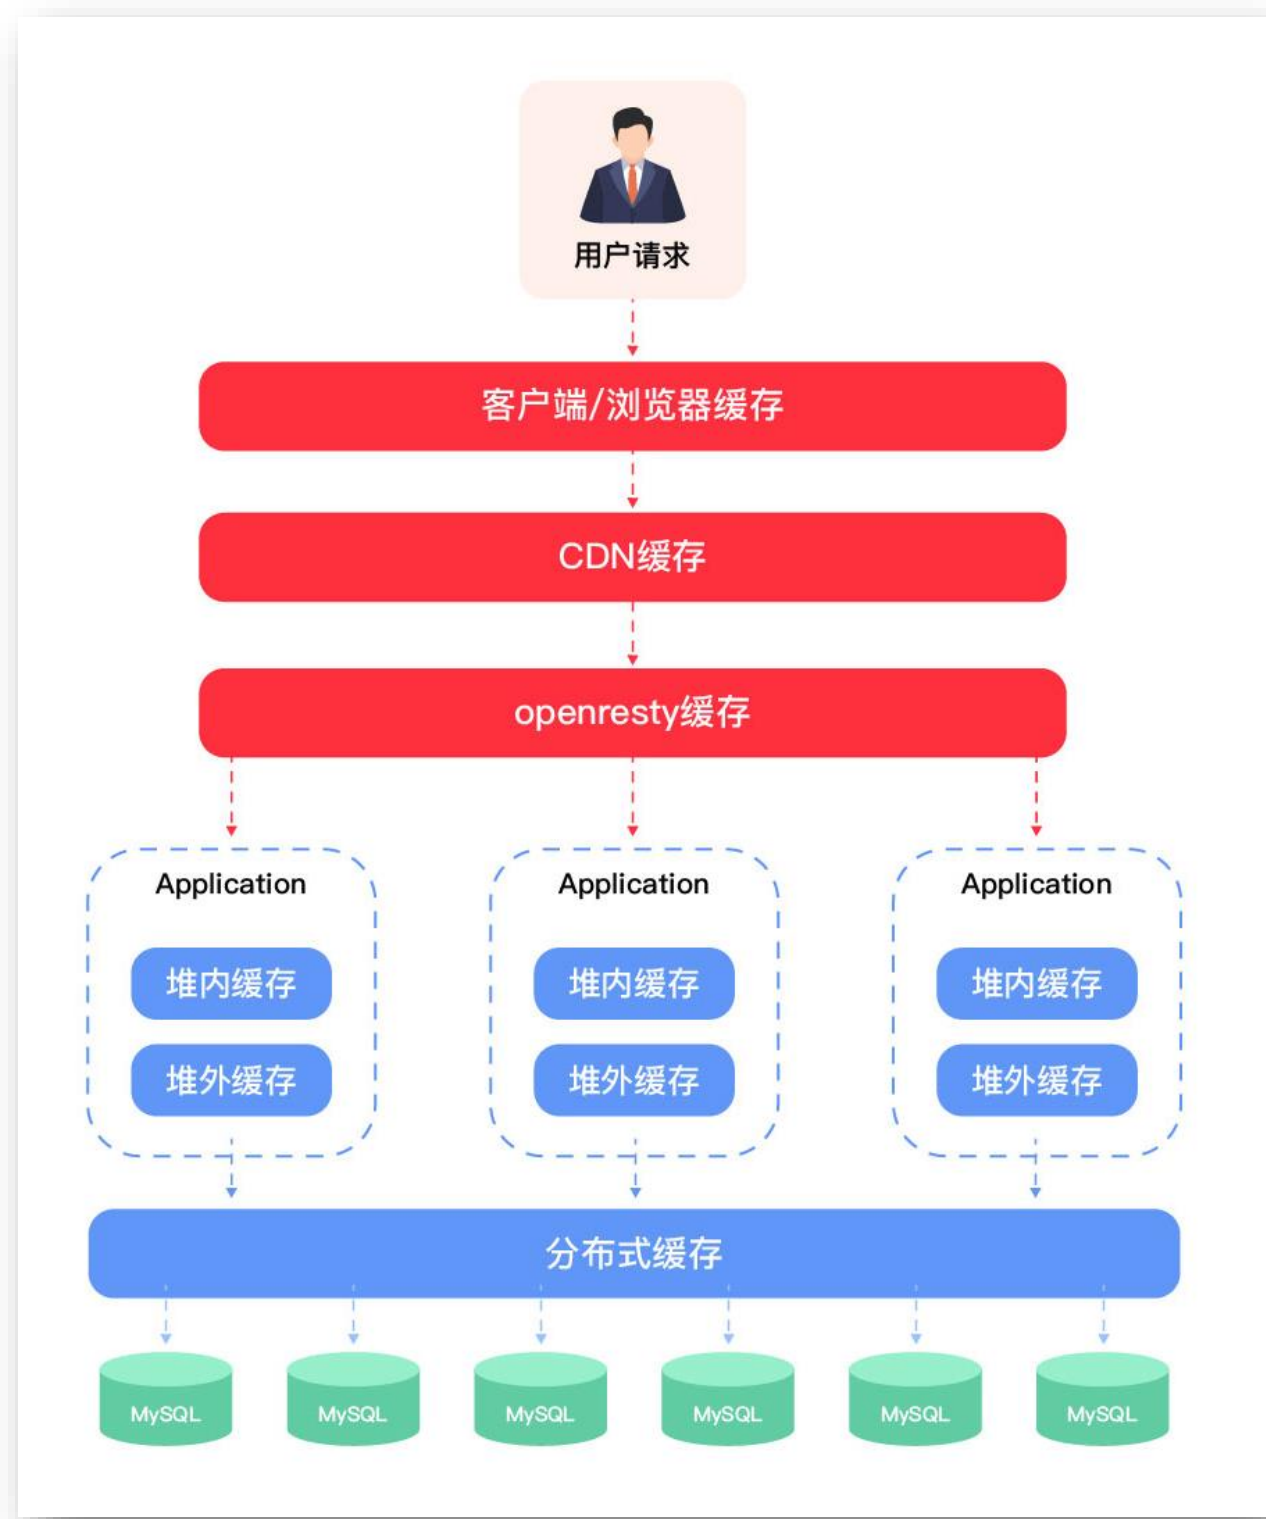 用户请求
客户端/浏览器缓存
CDN缓存
openresty缓存
Application
Application
Application
堆内缓存
堆内缓存
堆内缓存
堆外缓存
堆外缓存
堆外缓存
分布式缓存
MySQL
MySQL
MySQL
MySQL
MySQL
MySQL